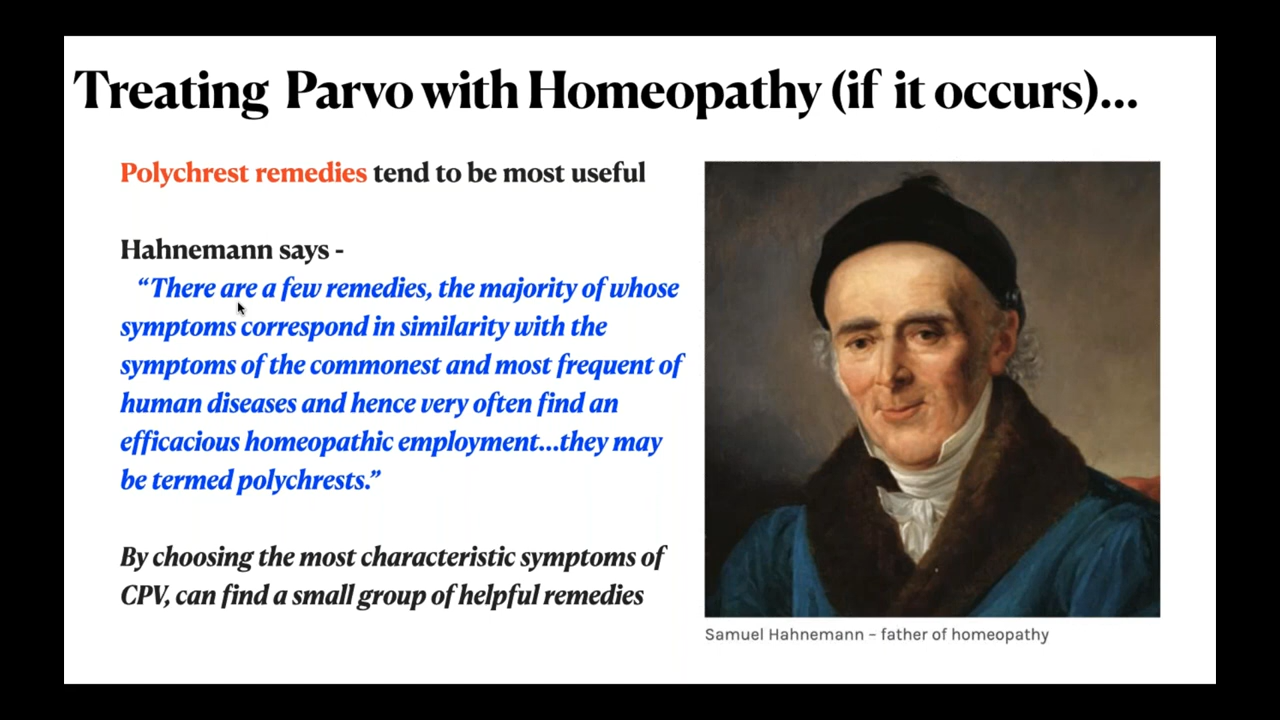 Treating Parvo with Homeopathy (if it occurs)...
Polychrest remedies tend to be most useful
Hahnemann says -
“There are a few remedies, the majority of whose
symptoms correspond in similarity with the
symptoms of the commonest and most frequent of
human diseases and hence very often find an
efficacious homeopathic employment...they may
be termed polychrests.”
By choosing the most characteristic symptoms of
CPV, can find a small group of helpful remedies
Samuel Hahnemann – father of homeopathy